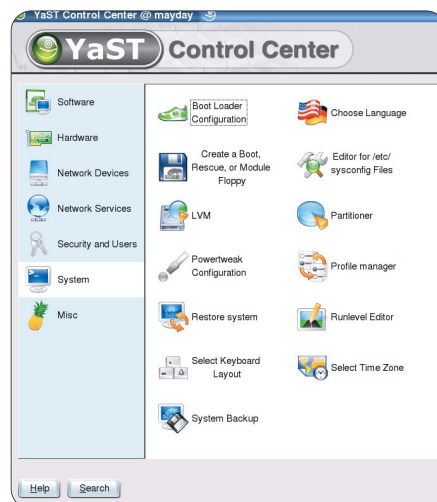 YaST Control Center @ mayday
YaST Control Center
Software
Hardware
Network Devices
Network Services
Security and Users
System
Misc
Boot Loader
Configuration
Choose Language
Create a Boot,
Rescue, or Module
Floppy
SUSE
Editor for /etc/
sysconfig Files
LVM
Partitioner
Powertweak
Configuration
Profile manager
Restore system
Runlevel Editor
Select Keyboard
Layout
Select Time Zone
System Backup
Help
Search